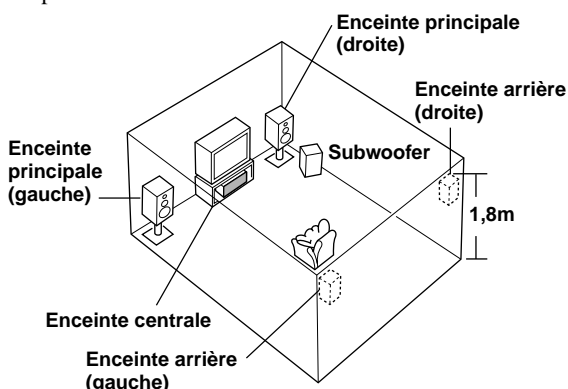 Enceinte principale
(droite)
Enceinte arrière
(droite)
Enceinte
principale
(gauche)
Subwoofer
1,8m
Enceinte centrale
Enceinte arrière
(gauche)